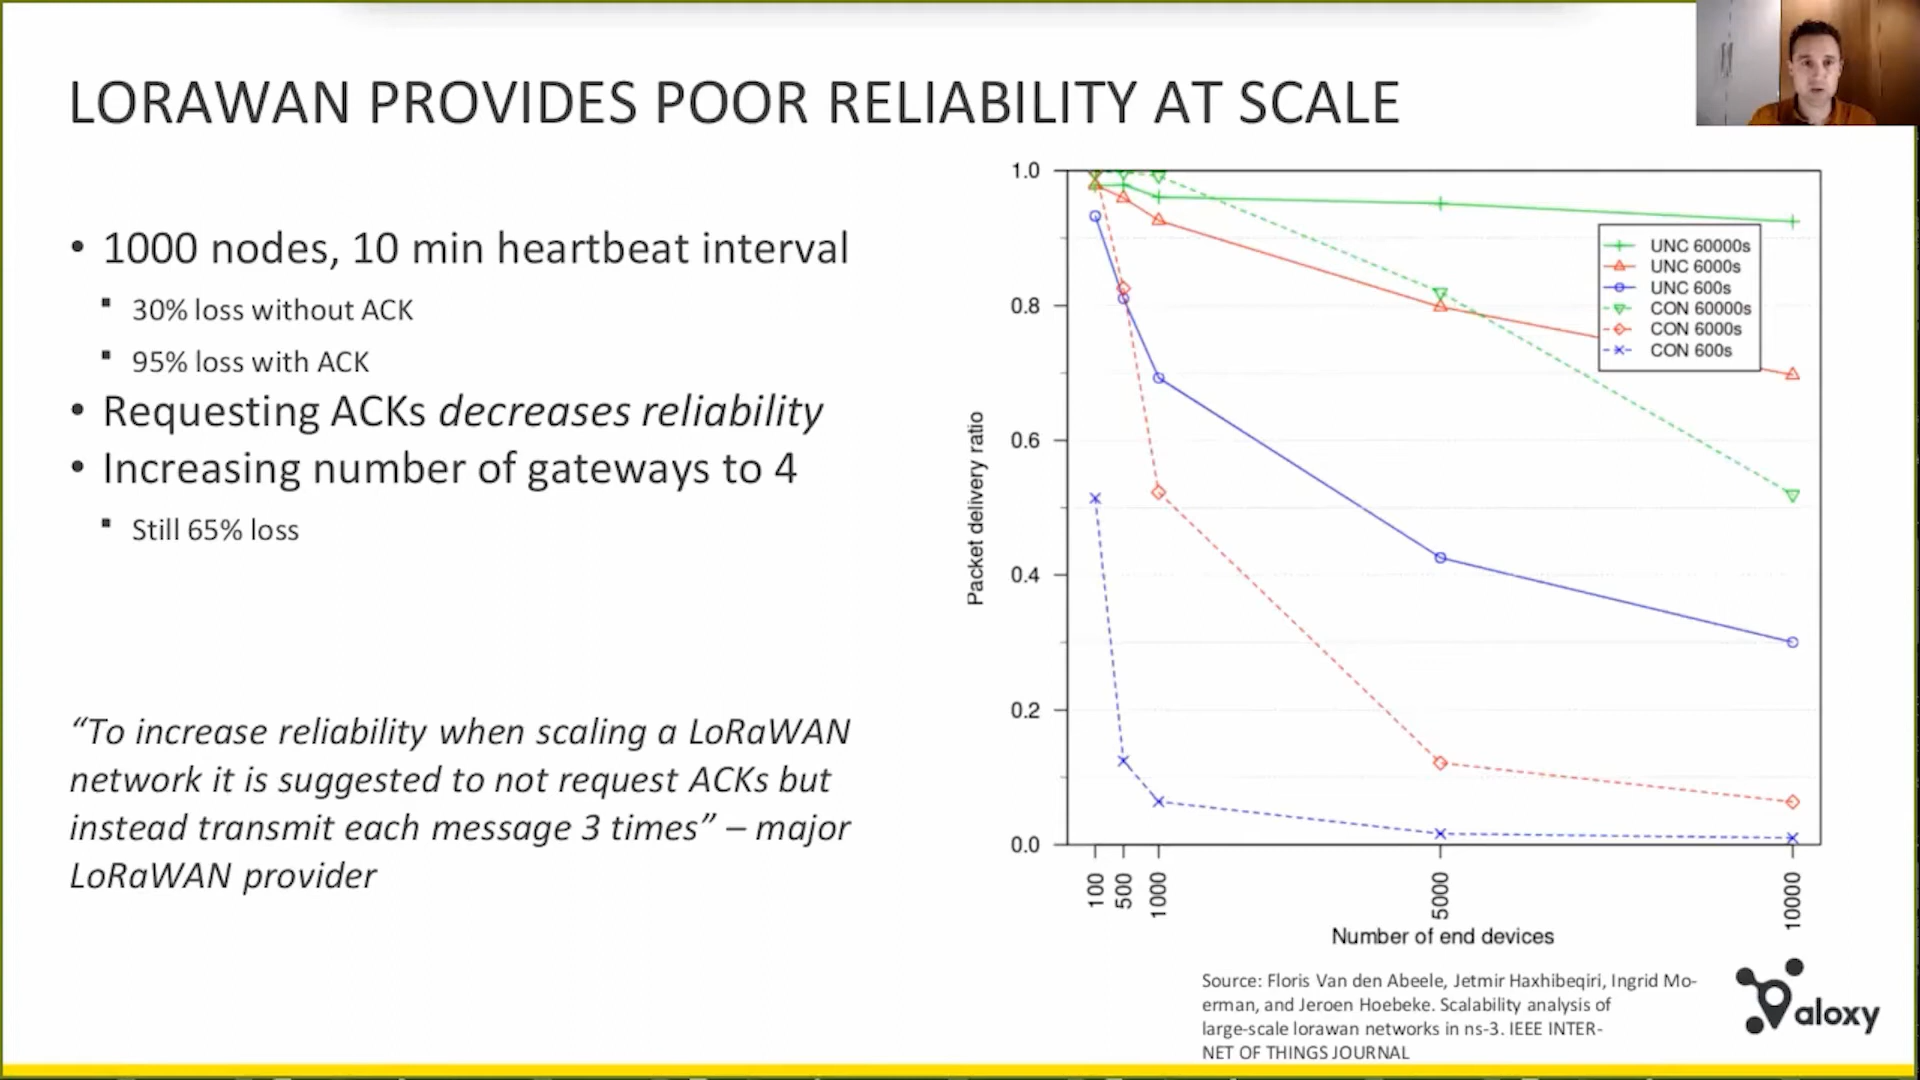 LORAWAN PROVIDES POOR RELIABILITY AT SCALE
• 1000 nodes, 10 min heartbeat interval
▪ 30% loss without ACK
▪ 95% loss with ACK
• Requesting ACKs decreases reliability
• Increasing number of gateways to 4
▪ Still 65% loss
“To increase reliability when scaling a LoRaWAN
network it is suggested to not request ACKs but
instead transmit each message 3 times” – major
LoRaWAN provider
Packet delivery ratio
1.0
0.8
0.6
0.4
0.2
0.0
UNC 60000s
UNC 6000s
UNC 600s
CON 60000s
CON 6000s
CON 600s
100
500
1000
5000
10000
Number of end devices
Source: Floris Van den Abeele, Jetmir Haxhibeqiri, Ingrid Mo-
erman, and Jeroen Hoebeke. Scalability analysis of
large-scale lorawan networks in ns-3. IEEE INTER-
NET OF THINGS JOURNAL
aloxy